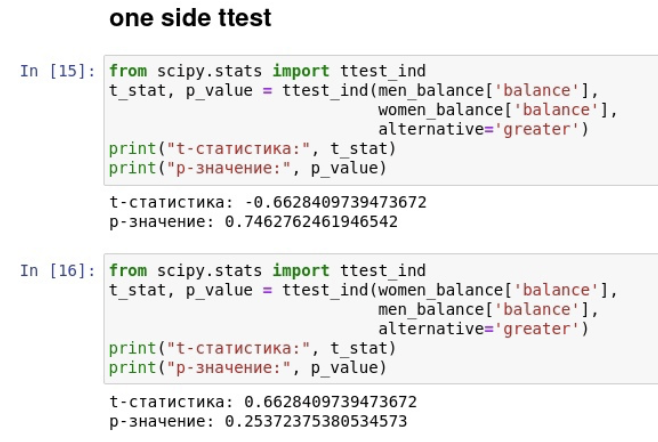 one side ttest
In [15]: from scipy.stats import ttest_ind
t_stat, p_value = ttest_ind(men_balance['balance'],
women_balance['balance'],
alternative='greater')
print("t-статистика:", t_stat)
print("p-значение:", p_value)
t-статистика: -0.6628409739473672
p-значение: 0.7462762461946542
In [16]: from scipy.stats import ttest_ind
t_stat, p_value = ttest_ind(women_balance['balance'],
men_balance['balance'],
alternative='greater')
print("t-статистика:", t_stat)
print("p-значение:", p_value)
t-статистика: 0.6628409739473672
p-значение: 0.25372375380534573